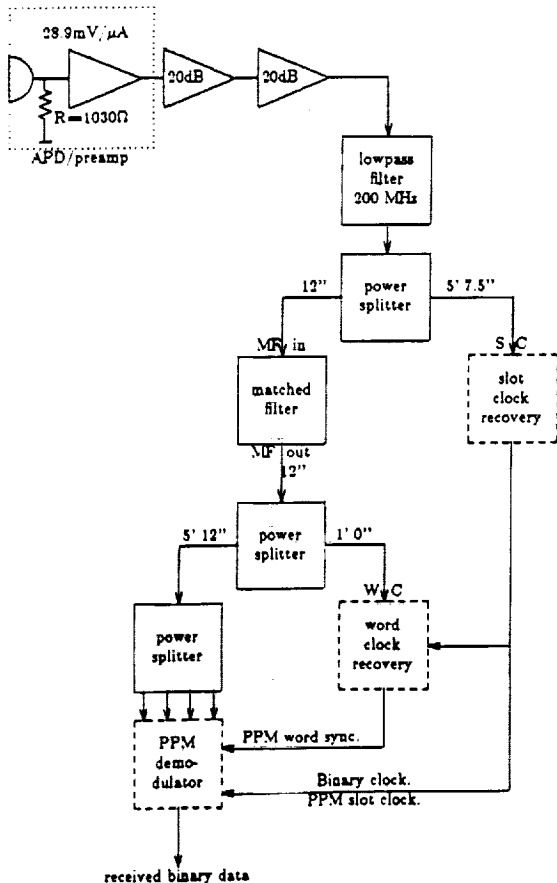 28.9mV/μA
20dB
20dB
R=1030Ω
APD/preamp
lowpass
filter
200 MHz
12"
power
splitter
5' 7.5"
MF in
S C
matched
filter
slot
clock
recovery
MF out
12"
5' 12"
power
splitter
1' 0"
W C
power
splitter
word
clock
recovery
PPM
demo-
dulator
PPM word sync.
Binary clock.
PPM slot clock.
received binary data